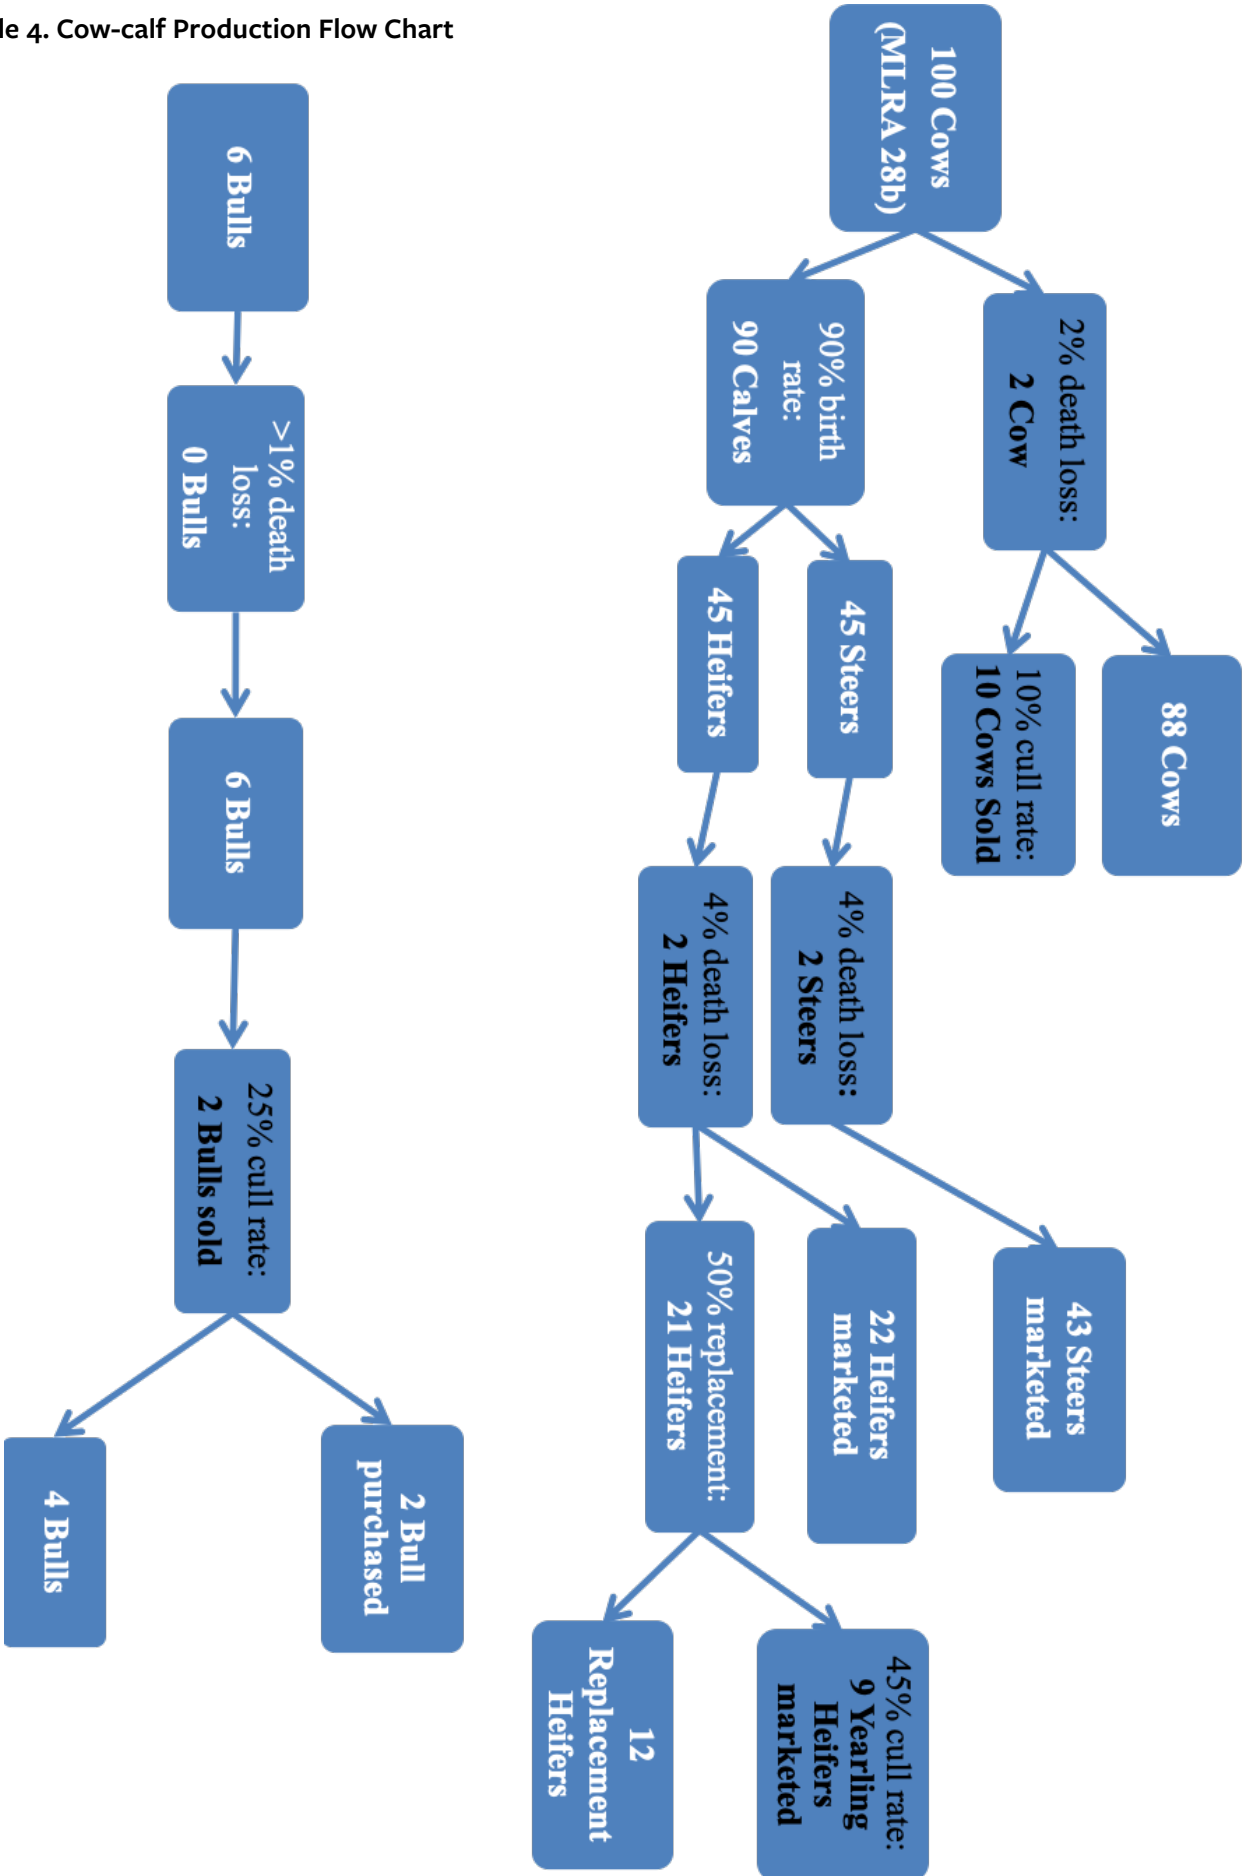 le 4. Cow-calf Production Flow Chart
100 Cows
(MLRA 28b)
2% death loss:
2 Cow
88 Cows
10% cull rate:
10 Cows Sold
90% birth
rate:
90 Calves
45 Steers
4% death loss:
2 Steers
43 Steers
marketed
45 Heifers
4% death loss:
2 Heifers
22 Heifers
marketed
50% replacement:
21 Heifers
45% cull rate:
9 Yearling
Heifers
marketed
12
Replacement
Heifers
6 Bulls
>1% death
loss:
0 Bulls
6 Bulls
25% cull rate:
2 Bulls sold
2 Bull
purchased
4 Bulls